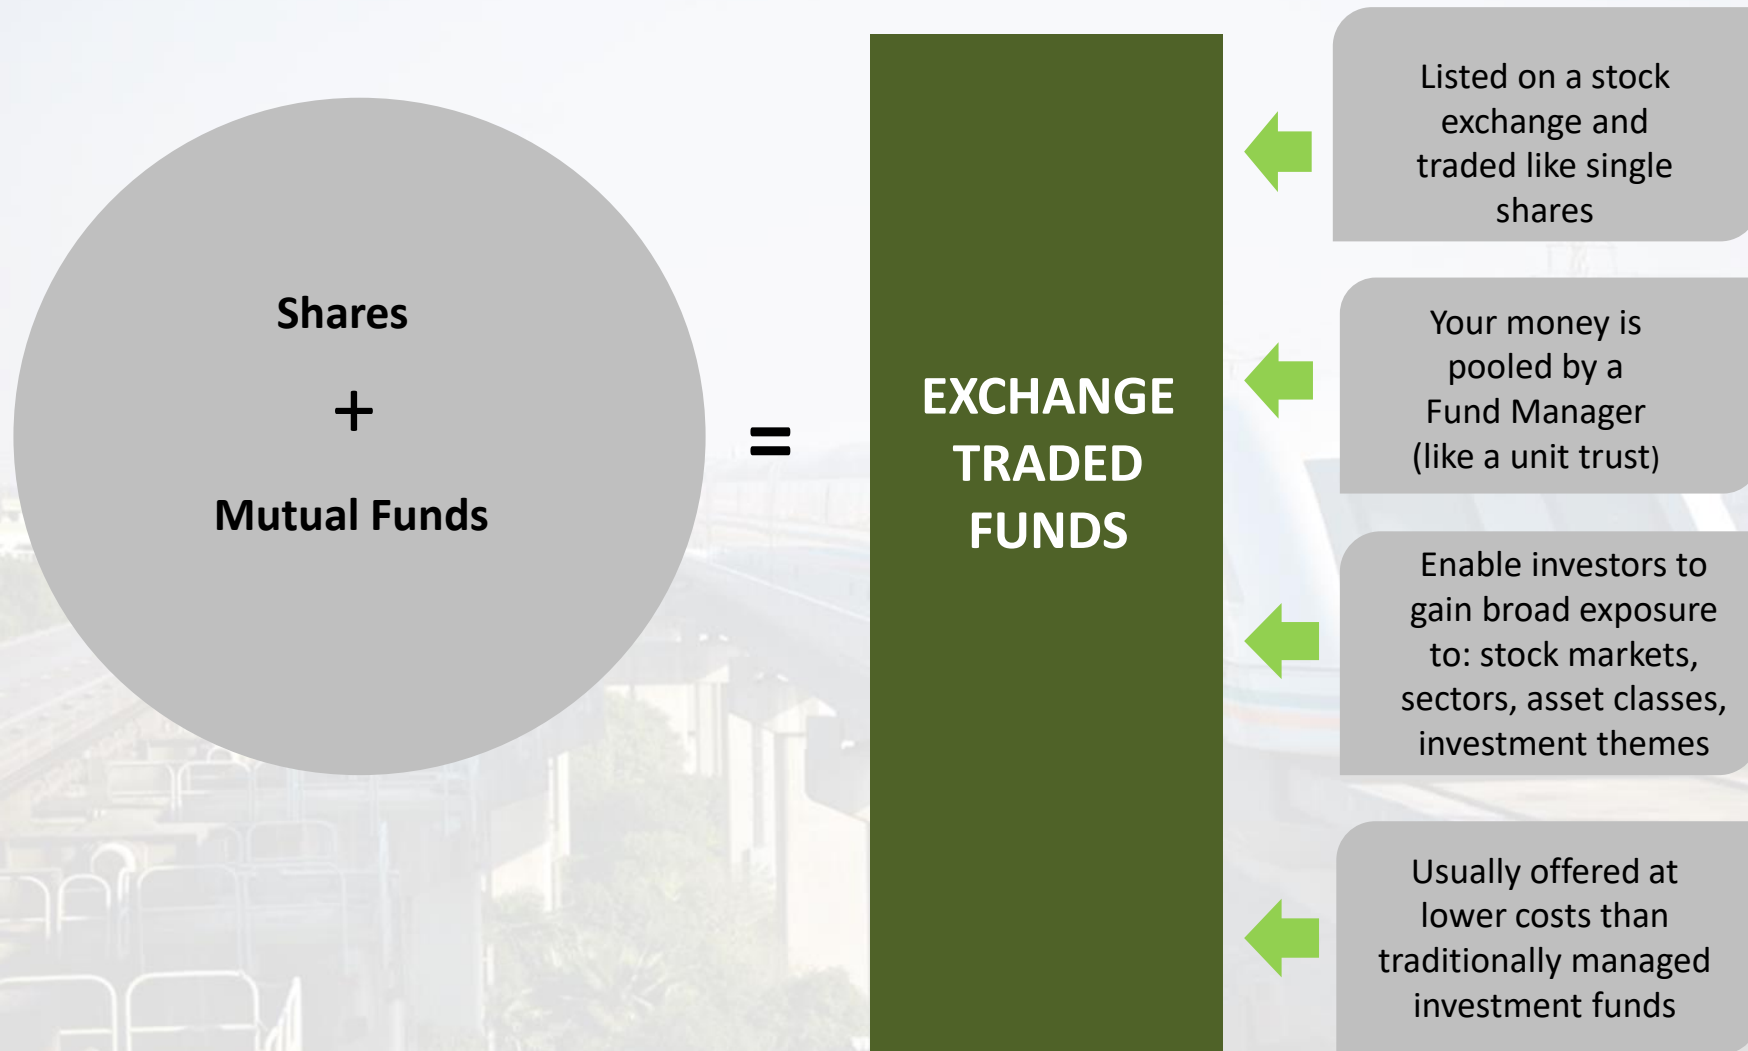 Shares
+
Mutual Funds
=
EXCHANGE
TRADED
FUNDS
Listed on a stock
exchange and
traded like single
shares
Your money is
pooled by a
Fund Manager
(like a unit trust)
Enable investors to
gain broad exposure
to: stock markets,
sectors, asset classes,
investment themes
Usually offered at
lower costs than
traditionally managed
investment funds